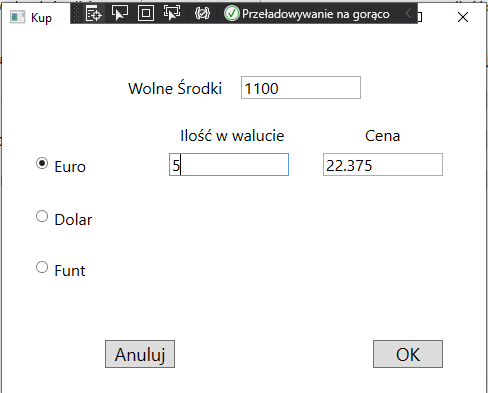 Kup
Przeładowywanie na gorąco
Wolne Środki 1100
Ilość w walucie Cena
Euro 5 22.375
Dolar
Funt
Anuluj OK